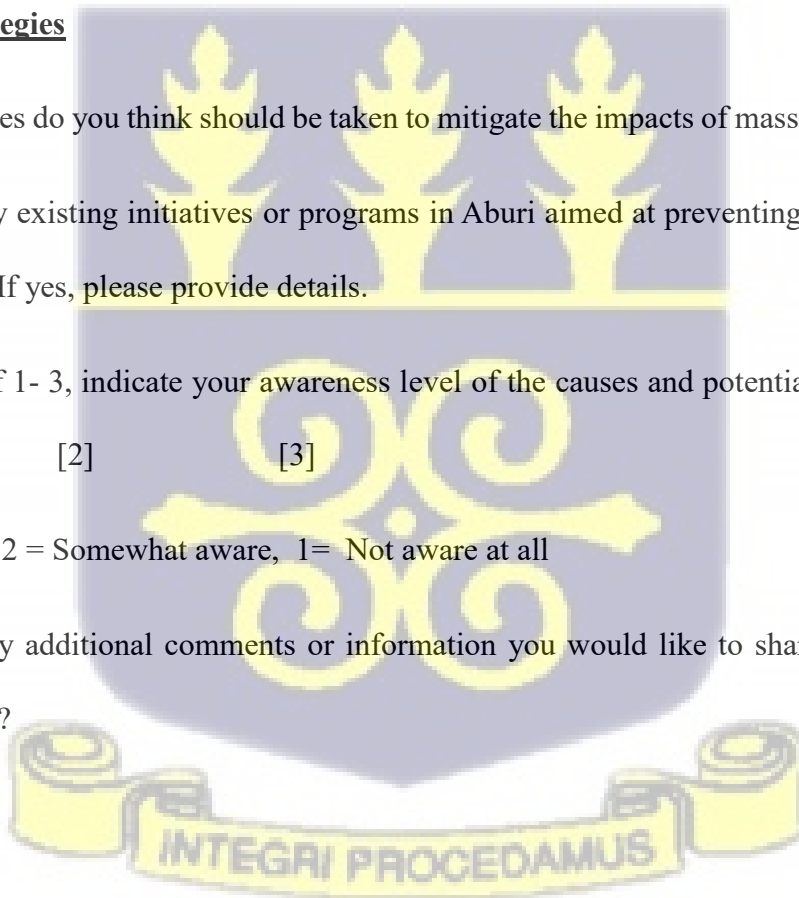 egies
es do you think should be taken to mitigate the impacts of mass
y existing initiatives or programs in Aburi aimed at preventing
If yes, please provide details.
f 1- 3, indicate your awareness level of the causes and potentia
[2] [3]
2 = Somewhat aware, 1= Not aware at all
y additional comments or information you would like to shar
?
INTEGRI PROCEDAMUS